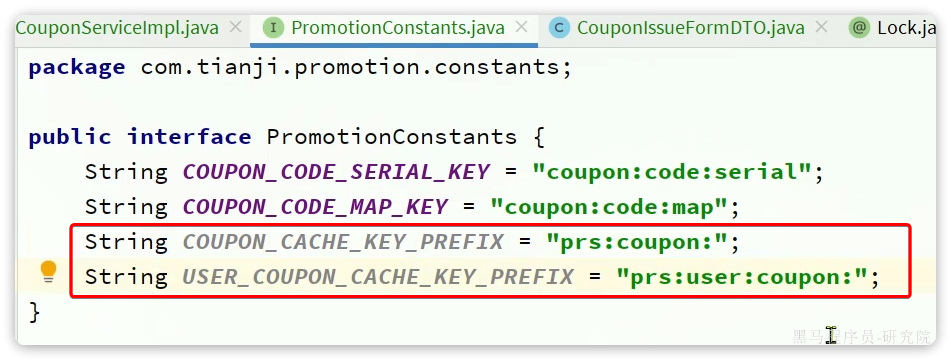 CouponServiceImpl.java × I PromotionConstants.java × C CouponIssueFormDTO.java × @ Lock.ja
package com.tianji.promotion.constants;
public interface PromotionConstants {
String COUPON_CODE_SERIAL_KEY = "coupon:code:serial";
String COUPON_CODE_MAP_KEY = "coupon:code:map";
String COUPON_CACHE_KEY_PREFIX = "prs:coupon:";
String USER_COUPON_CACHE_KEY_PREFIX = "prs:user:coupon:";
}
黑马程序员-研究院